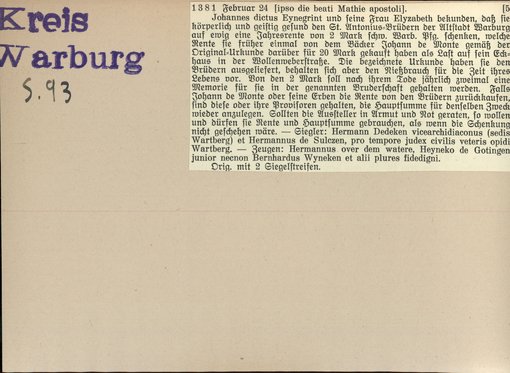 Kreis
Warburg
S. 93
1381 Februar 24 [ipso die beati Mathie apostoli]. [5
Johannes dictus Eynegrint und seine Frau Elyzabeth bekunden, daß sie
körperlich und geistig gesund den St. Antonius-Brüdern der Altstadt Warburg
auf ewig eine Jahresrente von 2 Mark schw. Warb. Pfg. schenken, welche
Rente sie früher einmal von dem Bäcker Johann de Monte gemäß der
Original-Urkunde darüber für 20 Mark gekauft haben als Last auf sein Eck-
haus in der Wollenweberstraße. Die bezeichnete Urkunde haben sie den
Brüdern ausgeliefert, behalten sich aber den Nießbrauch für die Zeit ihres
Lebens vor. Von den 2 Mark soll nach ihrem Tode jährlich zweimal eine
Memorie für sie in der genannten Bruderschaft gehalten werden. Falls
Johann de Monte oder seine Erben die Rente von den Brüdern zurückkaufen,
sind diese oder ihre Provisoren gehalten, die Hauptsumme für denselben Zweck
wieder anzulegen. Sollten die Aussteller in Armut und Not geraten, so wollen
und dürfen sie Rente und Hauptsumme gebrauchen, als wenn die Schenkung
nicht geschehen wäre. — Siegler: Hermann Dedeken vicearchidiaconus (sedis
Wartberg) et Hermannus de Sulczen, pro tempore judex civilis veteris opidi
Wartberg. — Zeugen: Hermannus over dem watere, Heyneko de Gotingen
junior necnon Bernhardus Wyneken et alii plures fidedigni.
Orig. mit 2 Siegelstreifen.